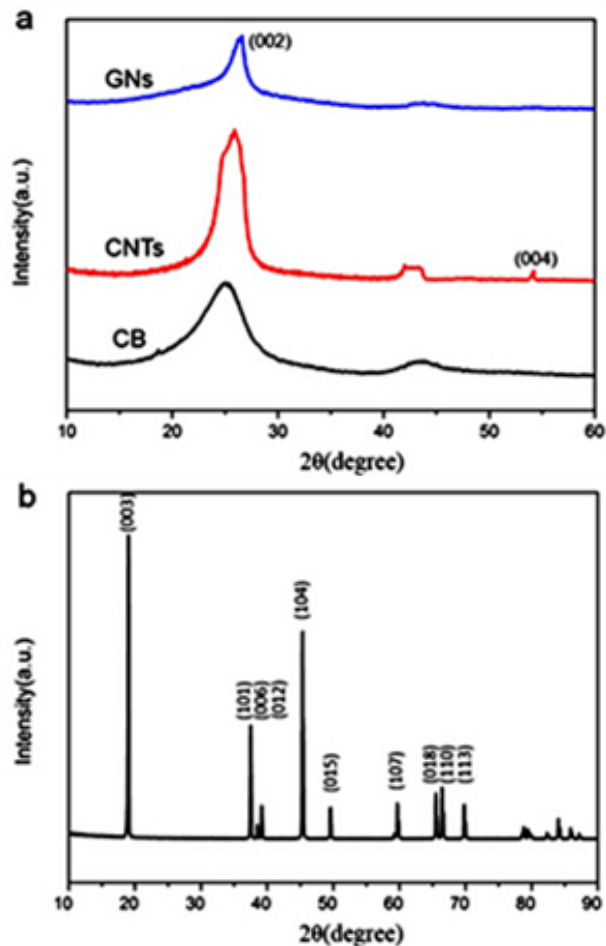 a
(002)
GNs
Intensity(a.u.)
CNTs
(004)
CB
10 20 30 40 50 60
2θ(degree)
b
(003)
(104)
(101)
(006)
(012)
(015)
(107)
(018)
(110)
(113)
Intensity(a.u.)
10 20 30 40 50 60 70 80 90
2θ(degree)